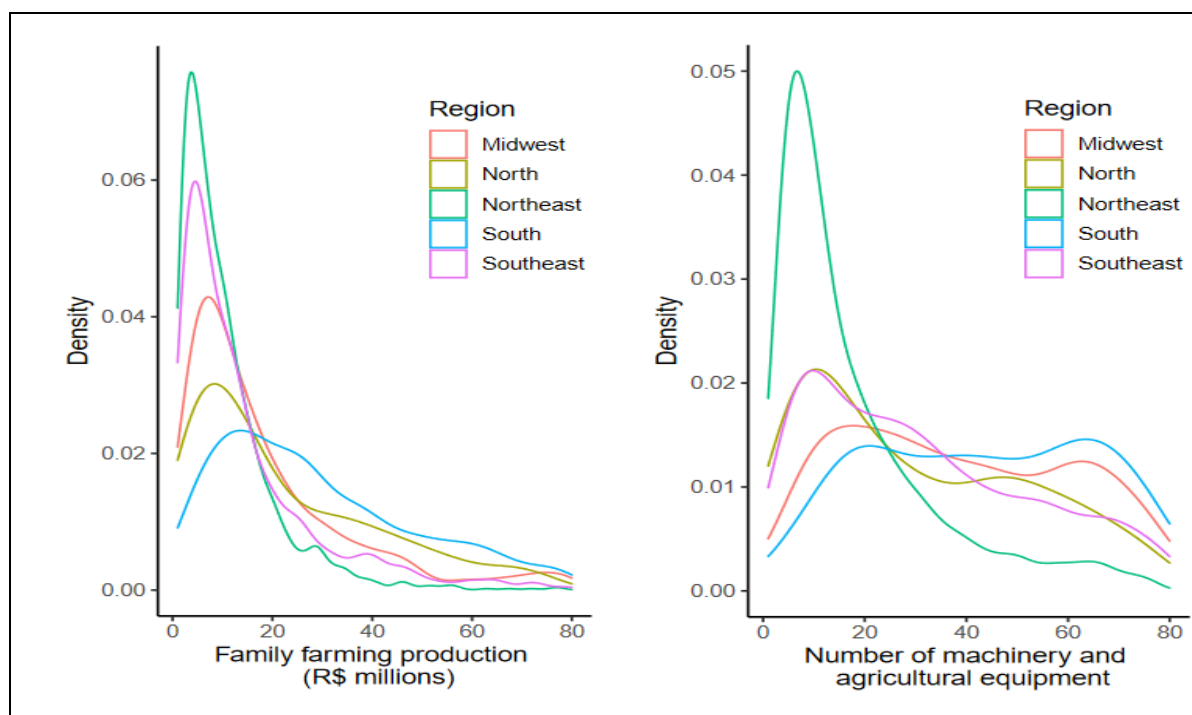 Region
Midwest
North
Northeast
South
Southeast
Density
0.06
0.04
0.02
0.00
0 20 40 60 80
Family farming production
(R$ millions)
Region
Midwest
North
Northeast
South
Southeast
Density
0.05
0.04
0.03
0.02
0.01
0.00
0 20 40 60 80
Number of machinery and
agricultural equipment